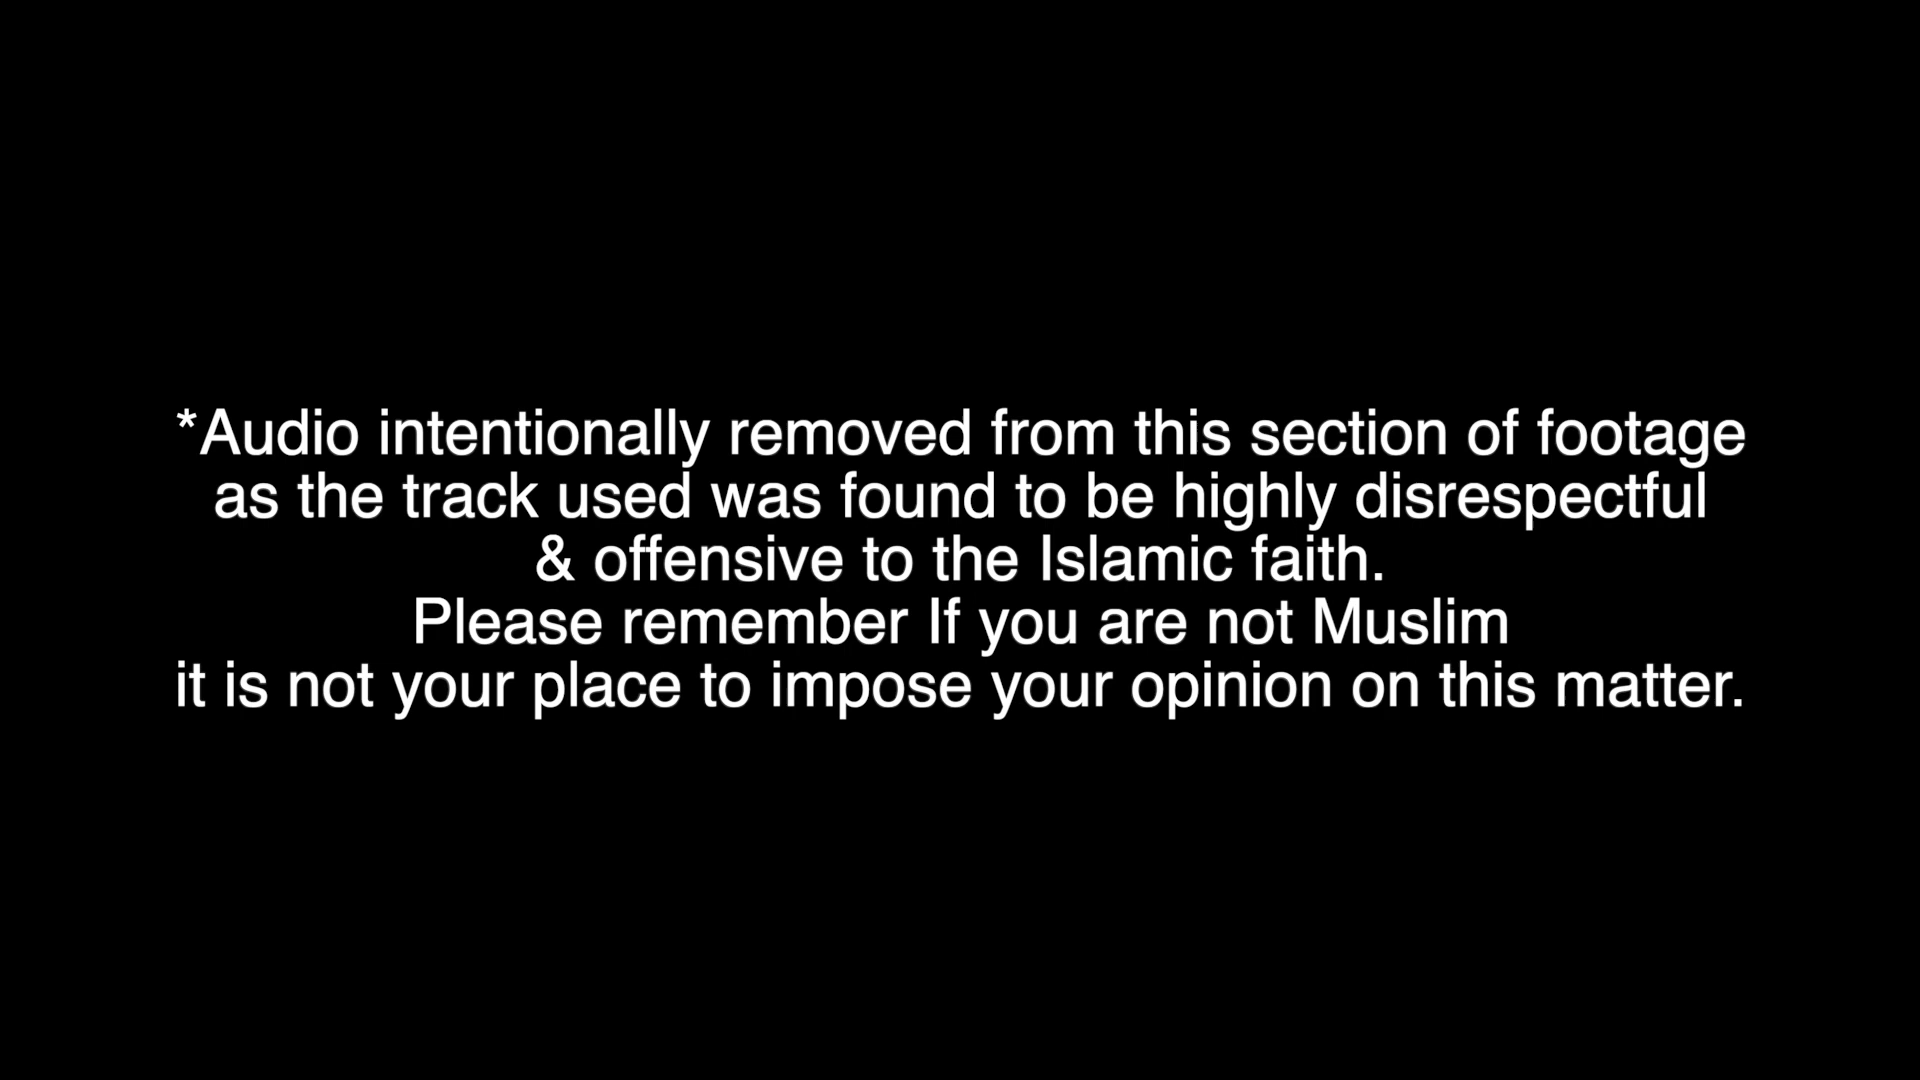 *Audio intentionally removed from this section of footage
as the track used was found to be highly disrespectful
& offensive to the Islamic faith.
Please remember If you are not Muslim
it is not your place to impose your opinion on this matter.